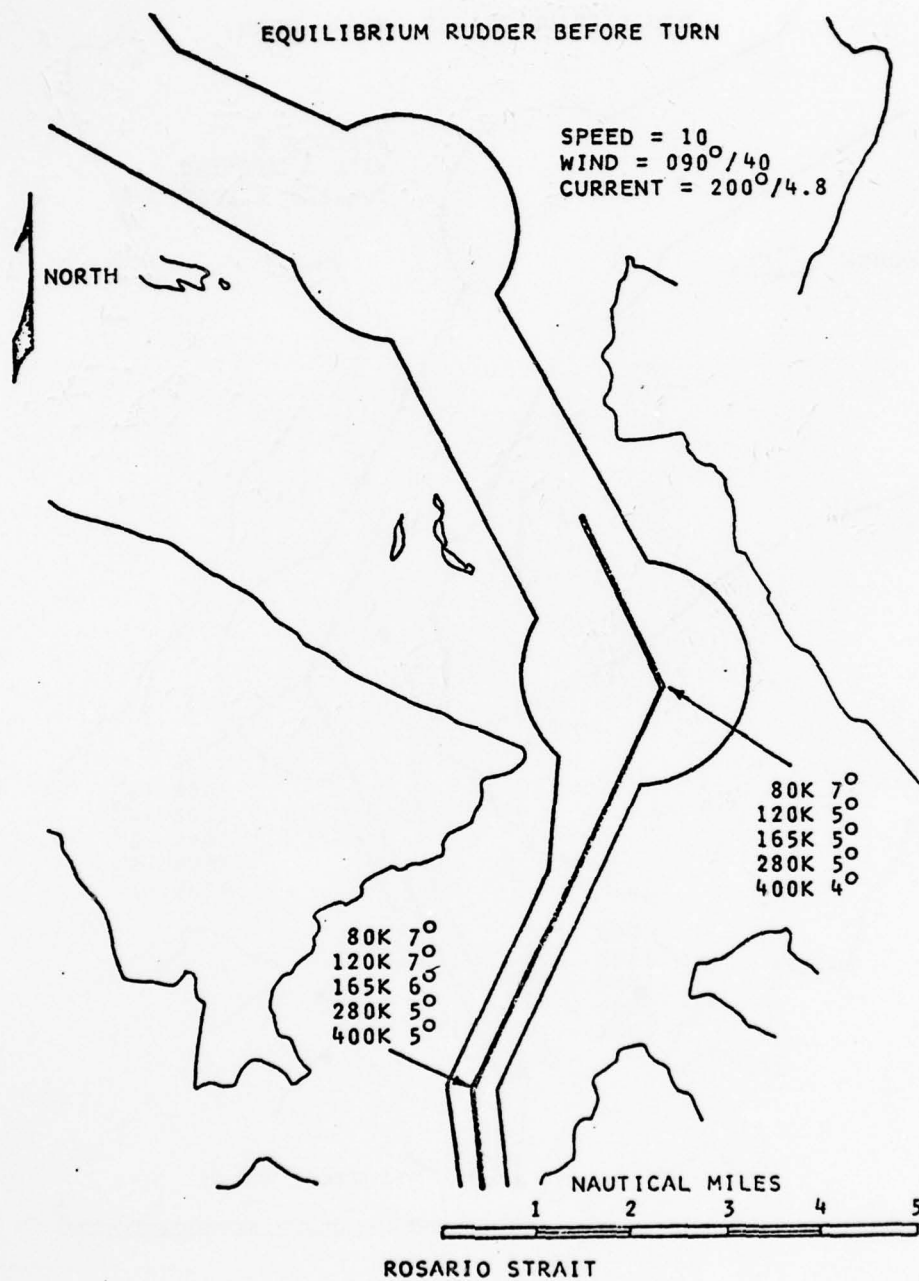 EQUILIBRIUM RUDDER BEFORE TURN
SPEED = 10
WIND = 090°/40
CURRENT = 200°/4.8
NORTH
80K 7°
120K 5°
165K 5°
280K 5°
400K 4°
80K 7°
120K 7°
165K 6°
280K 5°
400K 5°
NAUTICAL MILES
1 2 3 4 5
ROSARIO STRAIT